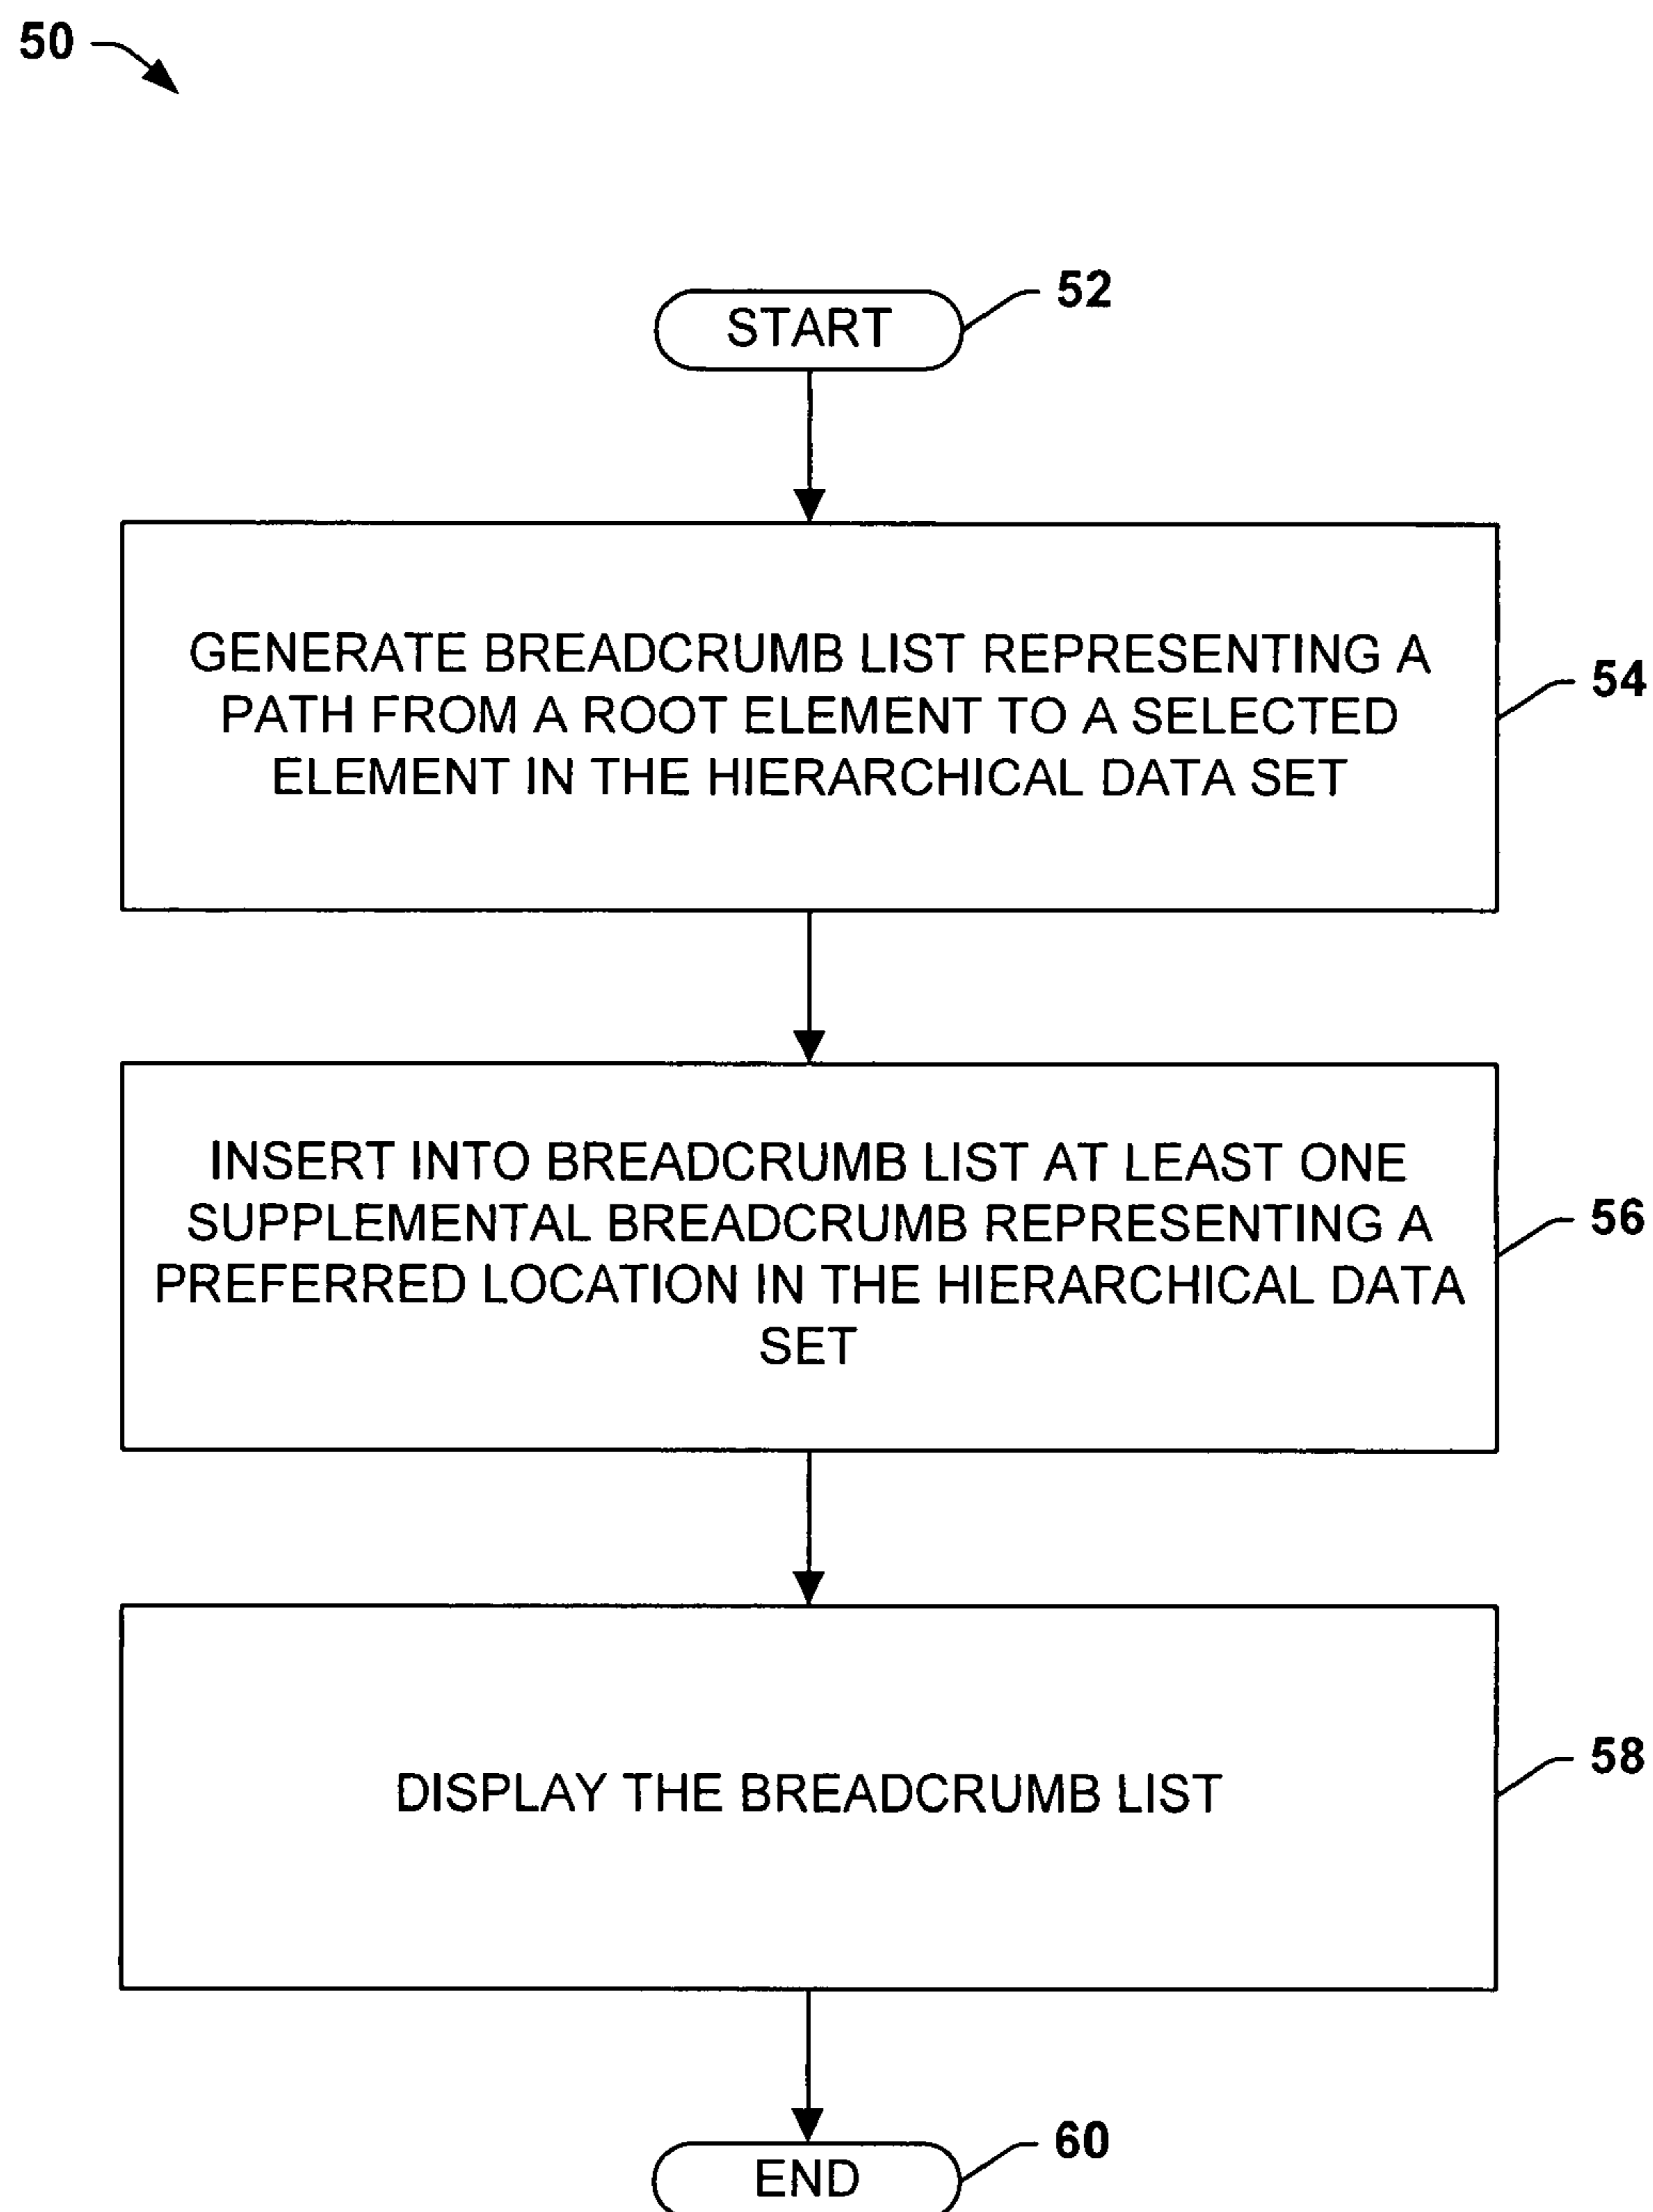 50
START
52
GENERATE BREADCRUMB LIST REPRESENTING A
PATH FROM A ROOT ELEMENT TO A SELECTED
ELEMENT IN THE HIERARCHICAL DATA SET
54
INSERT INTO BREADCRUMB LIST AT LEAST ONE
SUPPLEMENTAL BREADCRUMB REPRESENTING A
PREFERRED LOCATION IN THE HIERARCHICAL DATA
SET
56
DISPLAY THE BREADCRUMB LIST
58
END
60